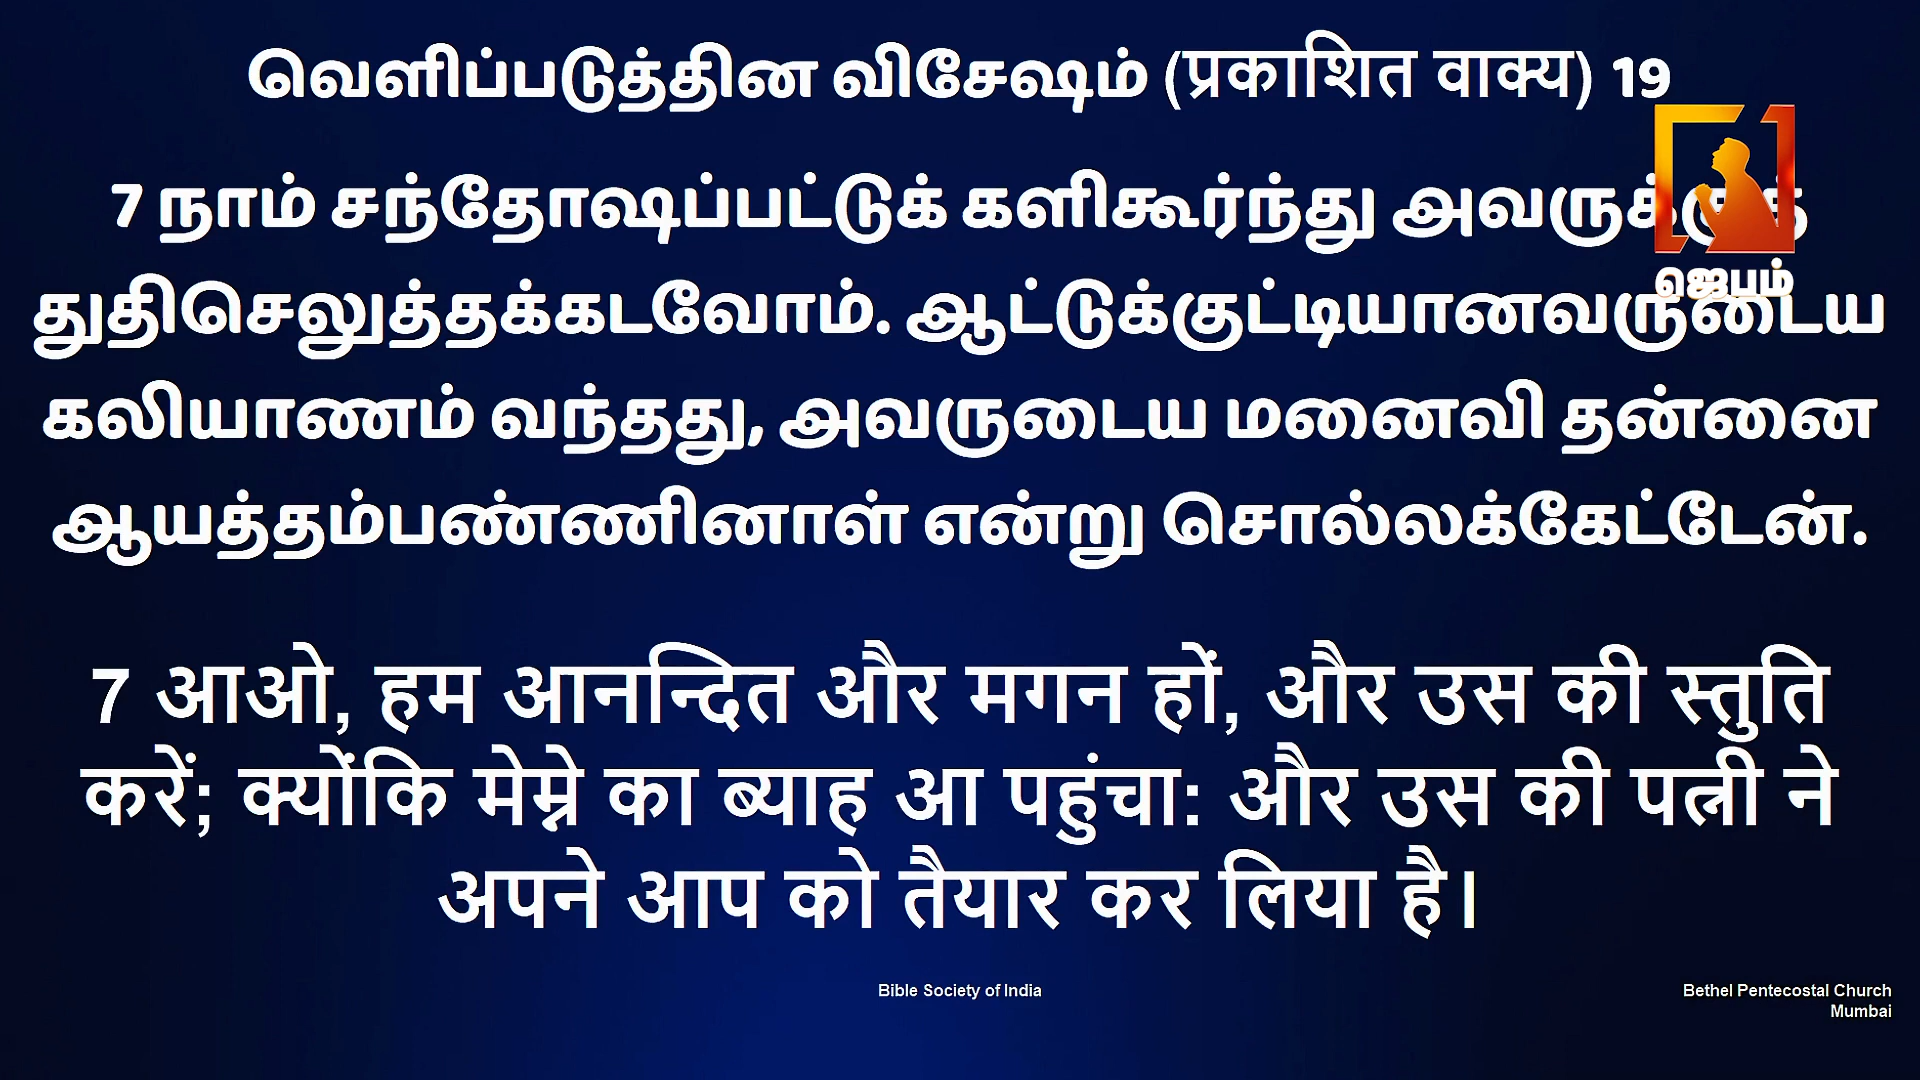 வெளிப்படுத்தின விசேஷம் (प्रकाशित वाक्य) 19
7 நாம் சந்தோஷப்பட்டுக் களிகூர்ந்து அவருக்குத்
ஜெபம்
துதிசெலுத்தக்கடவோம். ஆட்டுக்குட்டியானவருடைய
கலியாணம் வந்தது, அவருடைய மனைவி தன்னை
ஆயத்தம்பண்ணினாள் என்று சொல்லக்கேட்டேன்.
7 आओ, हम आनन्दित और मगन हों, और उस की स्तुति
करें; क्योंकि मेम्ने का ब्याह आ पहुंचा: और उस की पत्नी ने
अपने आप को तैयार कर लिया है।
Bible Society of India
Bethel Pentecostal Church
Mumbai